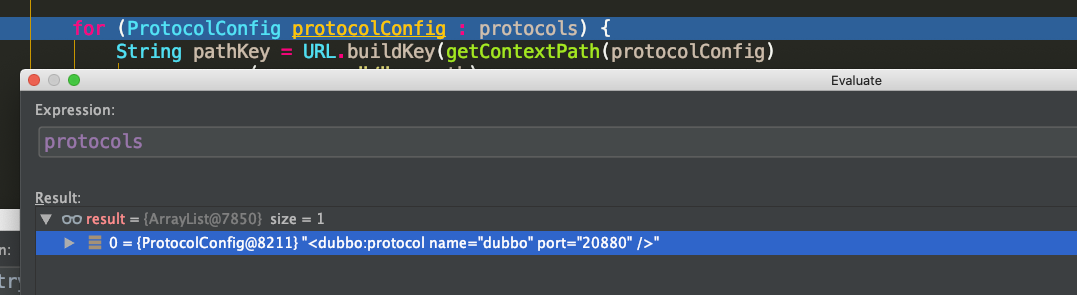 for (ProtocolConfig protocolConfig : protocols) {
String pathKey = URL.buildKey(getContextPath(protocolConfig)
Evaluate
Expression:
protocols
Result:
result = {ArrayList@7850} size = 1
0 = {ProtocolConfig@8211} "<dubbo:protocol name="dubbo" port="20880" />"
n:
try